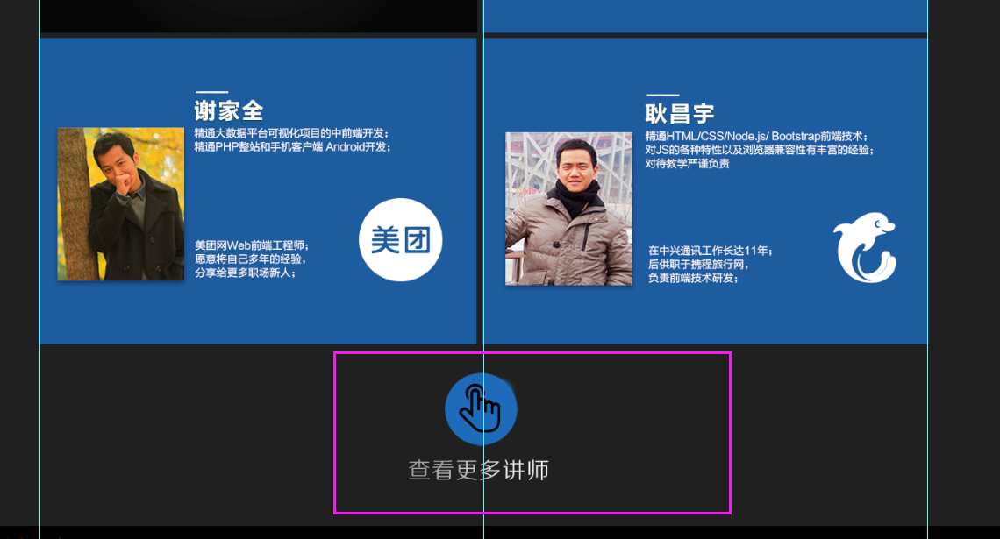 谢家全
精通大数据平台可视化项目的中前端开发；
精通PHP整站和手机客户端 Android开发；
美团网Web前端工程师；
愿意将自己多年的经验，
分享给更多职场新人；
美团
耿昌宇
精通HTML/CSS/Node.js/ Bootstrap前端技术；
对JS的各种特性以及浏览器兼容性有丰富的经验；
对待教学严谨负责
在中兴通讯工作长达11年；
后供职于携程旅行网，
负责前端技术研发；
查看更多讲师